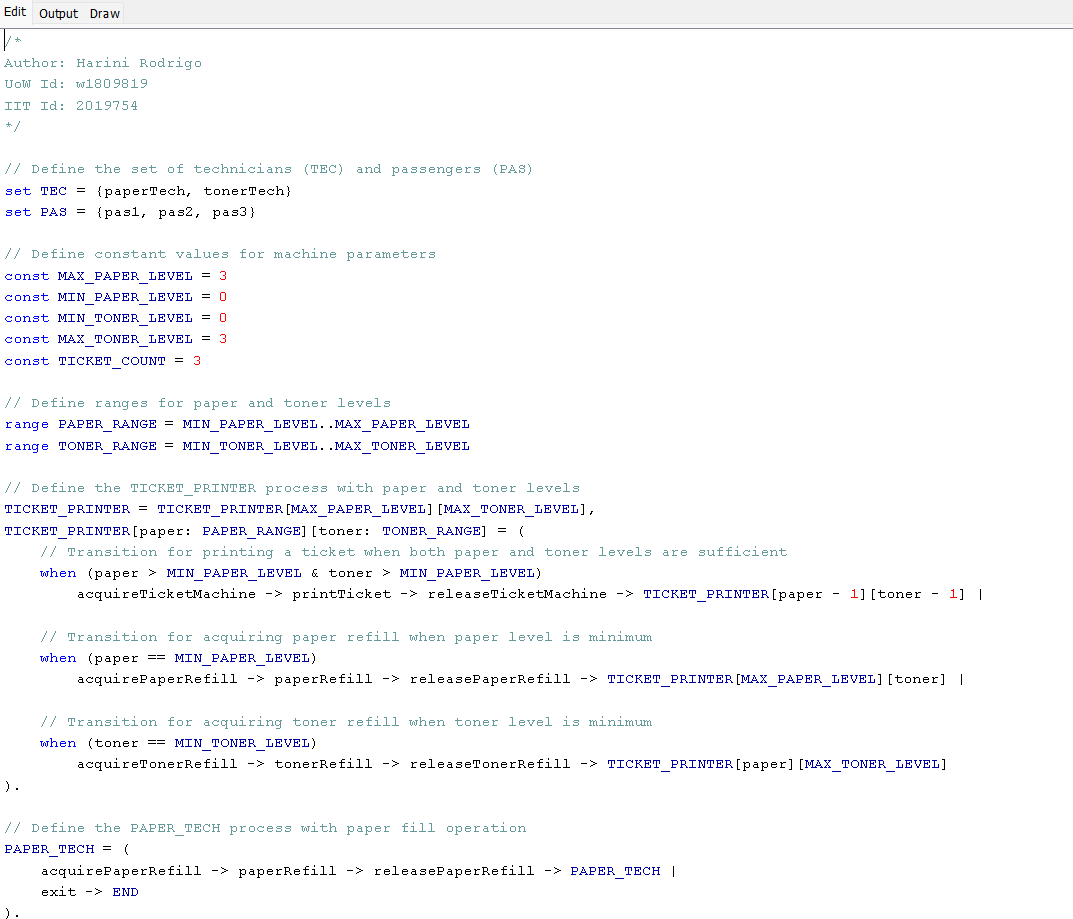 Edit Output Draw
/*
Author: Harini Rodrigo
UoW Id: w1809819
IIT Id: 2019754
*/
// Define the set of technicians (TEC) and passengers (PAS)
set TEC = {paperTech, tonerTech}
set PAS = {pas1, pas2, pas3}
// Define constant values for machine parameters
const MAX_PAPER_LEVEL = 3
const MIN_PAPER_LEVEL = 0
const MIN_TONER_LEVEL = 0
const MAX_TONER_LEVEL = 3
const TICKET_COUNT = 3
// Define ranges for paper and toner levels
range PAPER_RANGE = MIN_PAPER_LEVEL..MAX_PAPER_LEVEL
range TONER_RANGE = MIN_TONER_LEVEL..MAX_TONER_LEVEL
// Define the TICKET_PRINTER process with paper and toner levels
TICKET_PRINTER = TICKET_PRINTER[MAX_PAPER_LEVEL][MAX_TONER_LEVEL],
TICKET_PRINTER[paper: PAPER_RANGE][toner: TONER_RANGE] = (
// Transition for printing a ticket when both paper and toner levels are sufficient
when (paper > MIN_PAPER_LEVEL & toner > MIN_PAPER_LEVEL)
acquireTicketMachine -> printTicket -> releaseTicketMachine -> TICKET_PRINTER[paper - 1][toner - 1] |
// Transition for acquiring paper refill when paper level is minimum
when (paper == MIN_PAPER_LEVEL)
acquirePaperRefill -> paperRefill -> releasePaperRefill -> TICKET_PRINTER[MAX_PAPER_LEVEL][toner] |
// Transition for acquiring toner refill when toner level is minimum
when (toner == MIN_TONER_LEVEL)
acquireTonerRefill -> tonerRefill -> releaseTonerRefill -> TICKET_PRINTER[paper][MAX_TONER_LEVEL]
).
// Define the PAPER_TECH process with paper fill operation
PAPER_TECH = (
acquirePaperRefill -> paperRefill -> releasePaperRefill -> PAPER_TECH |
exit -> END
).